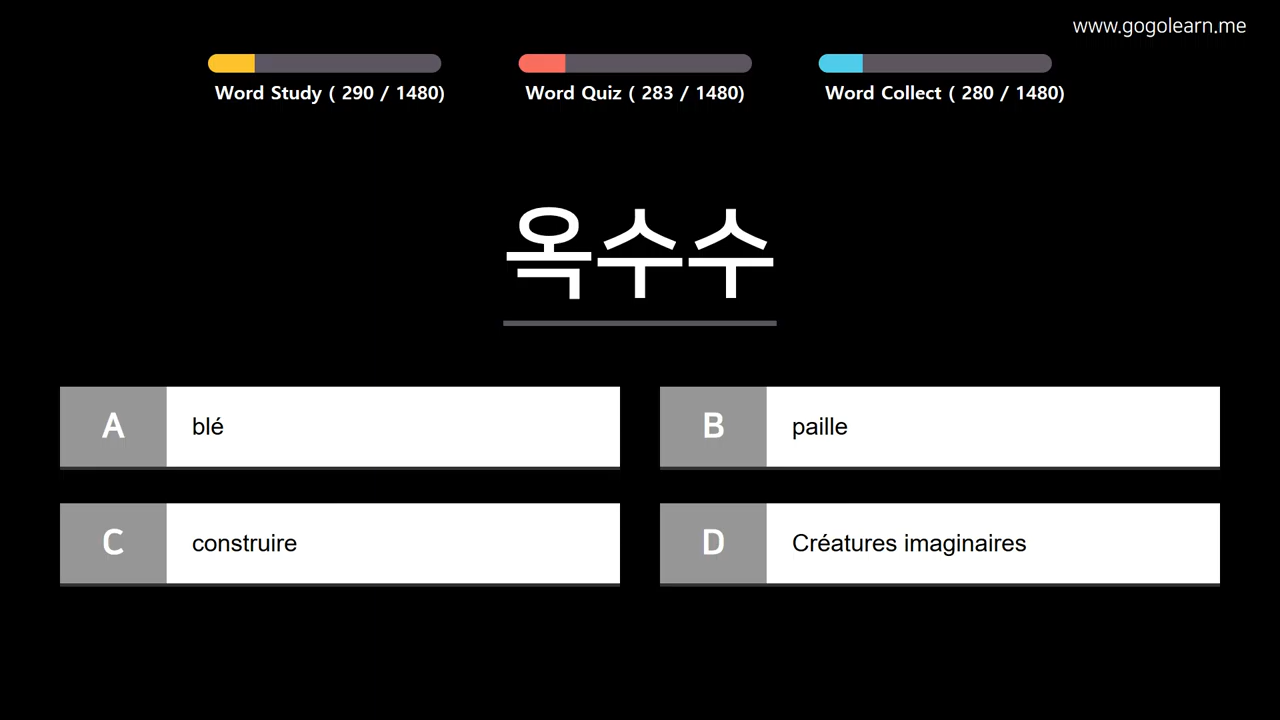 www.gogolearn.me
Word Study ( 290 / 1480)
Word Quiz ( 283 / 1480)
Word Collect ( 280 / 1480)
옥수수
A blé
B paille
C construire
D Créatures imaginaires